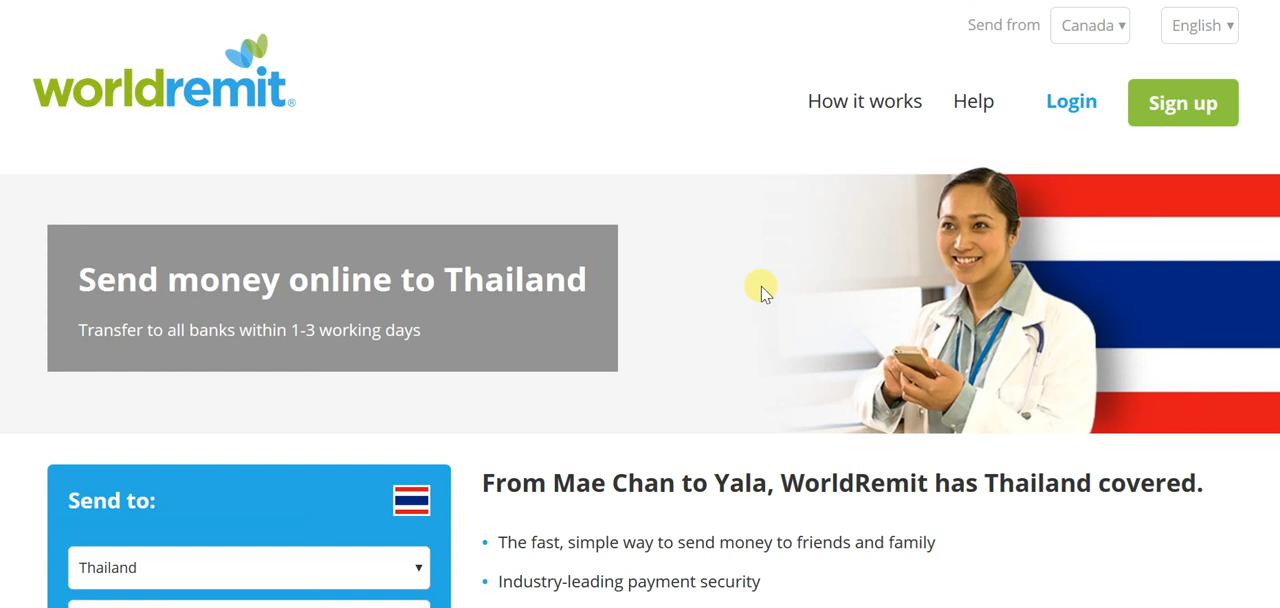 Send from Canada English
worldremit®
How it works Help Login Sign up
Send money online to Thailand
Transfer to all banks within 1-3 working days
Send to:
Thailand
From Mae Chan to Yala, WorldRemit has Thailand covered.
• The fast, simple way to send money to friends and family
• Industry-leading payment security